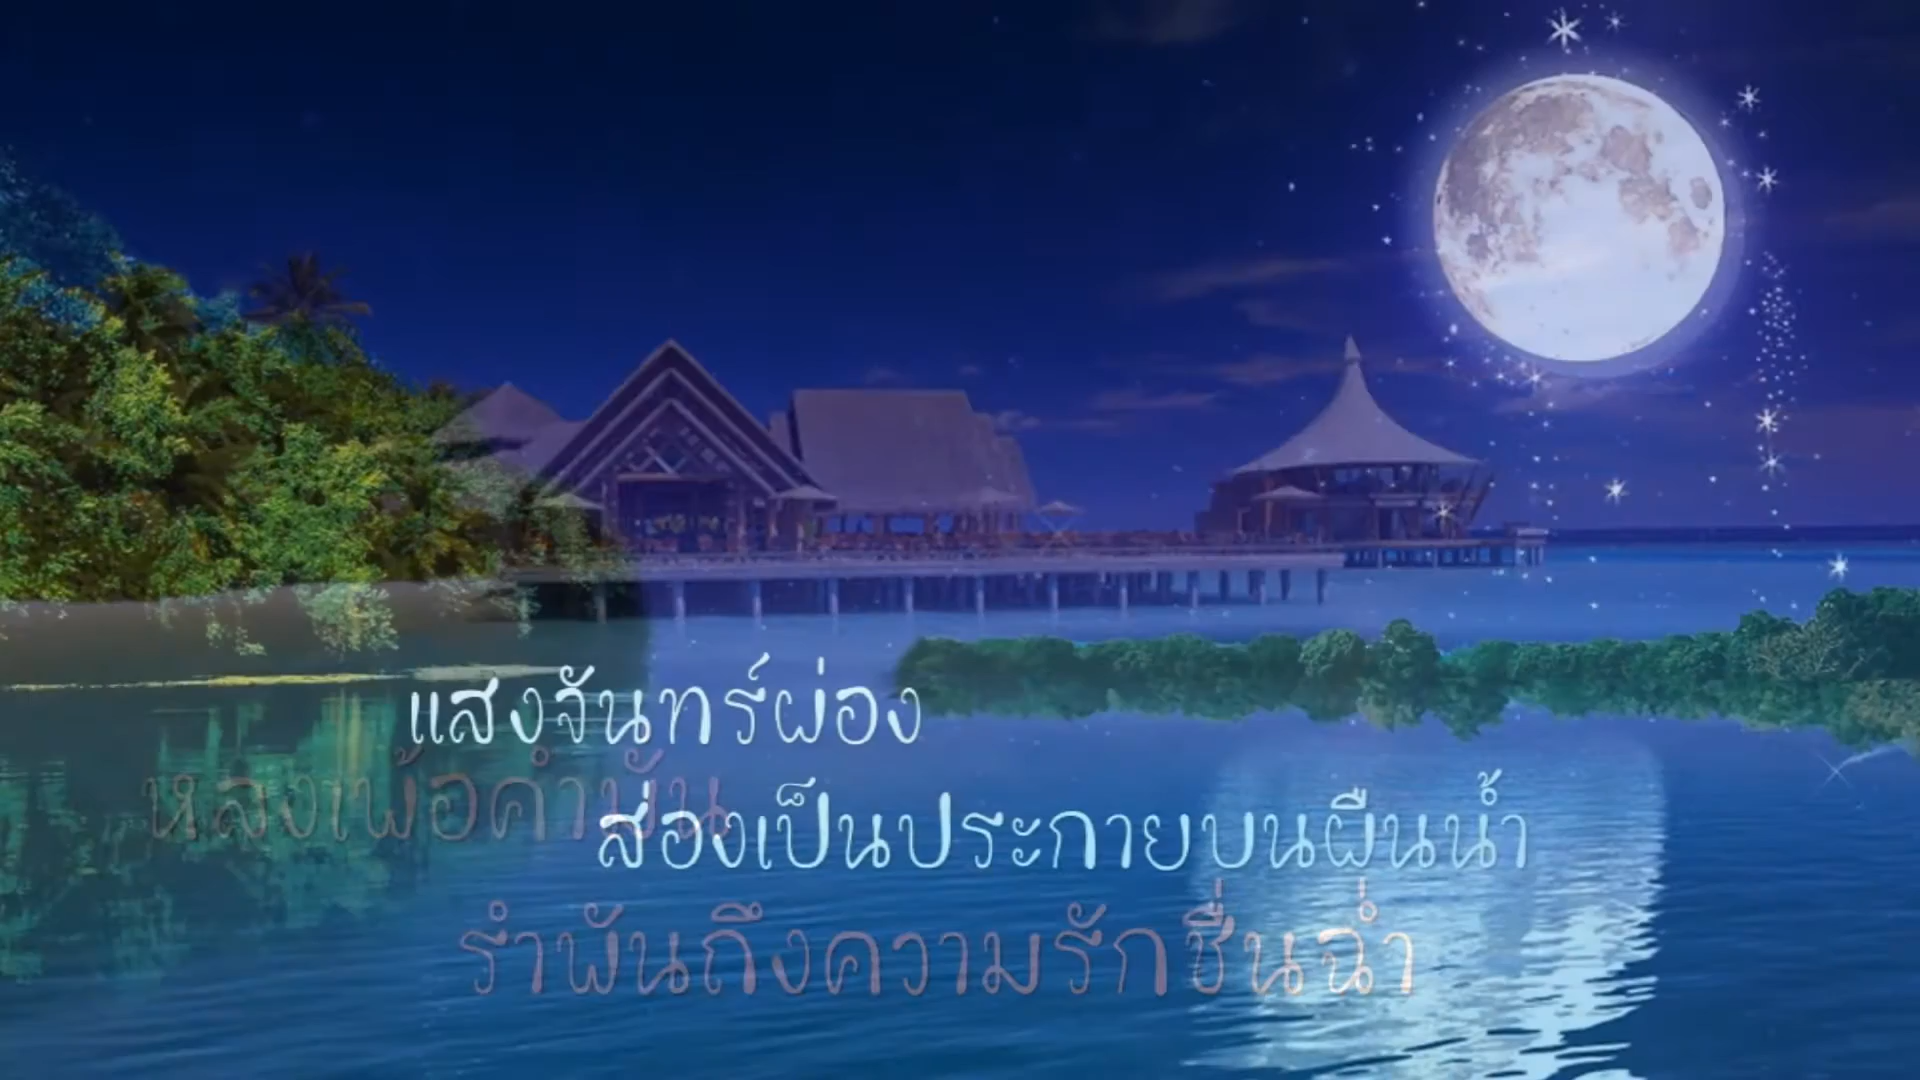 แสงจันทร์ผ่อง
หลงเพ้อคำมั่น
ส่องเป็นประกายบนผืนน้ำ
รำพันถึงความรักชื่นฉ่ำ